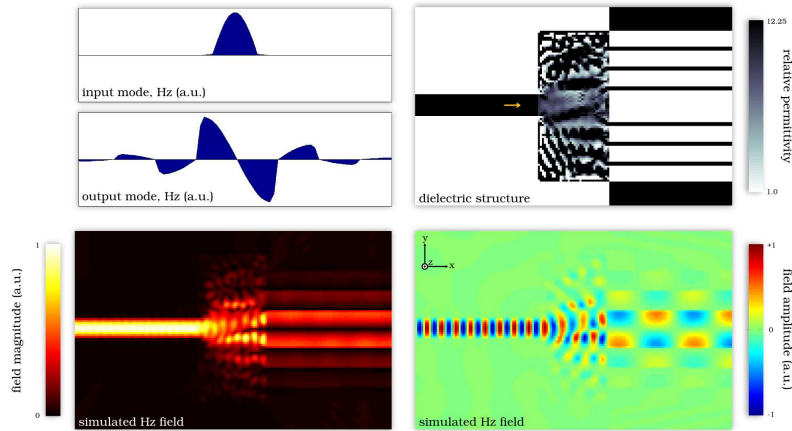 input mode, Hz (a.u.)
output mode, Hz (a.u.)
dielectric structure
12.25
relative permittivity
1.0
field magnitude (a.u.)
1
0
simulated Hz field
y
z
x
simulated Hz field
+1
0
-1
field amplitude (a.u.)